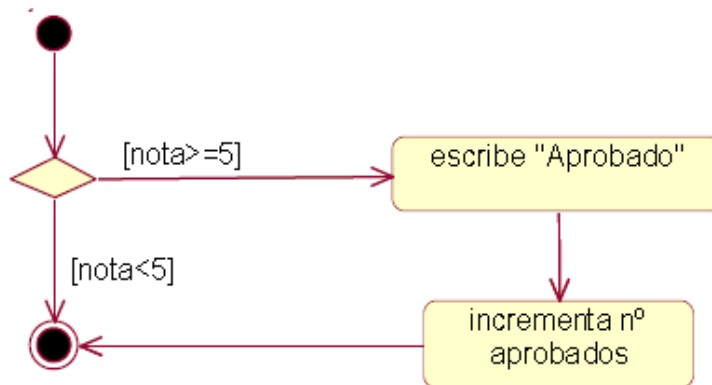 [nota>=5]
escribe "Aprobado"
[nota<5]
incrementa nº
aprobados